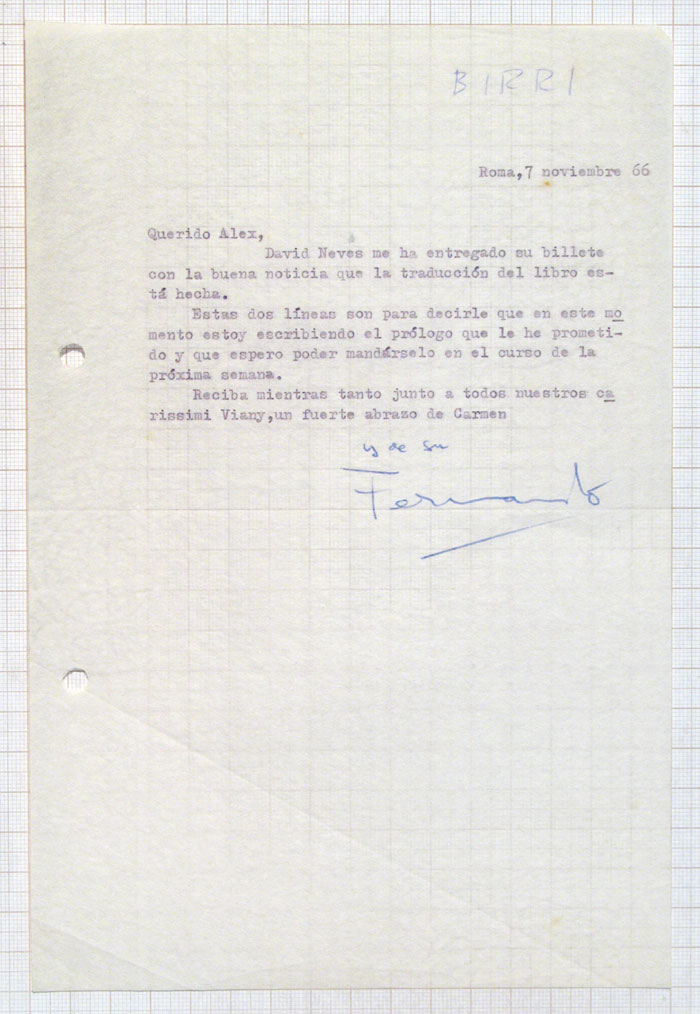 BIRRI
Roma,7 noviembre 66
Querido Alex,
David Neves me ha entregado su billete
con la buena noticia que la traducción del libro es-
tá hecha.
Estas dos líneas son para decirle que en este mo
mento estoy escribiendo el prólogo que le he prometi-
do y que espero poder mandárselo en el curso de la
próxima semana.
Reciba mientras tanto junto a todos nuestros ca
rissimi Viany,un fuerte abrazo de Carmen
y de su
Fernando